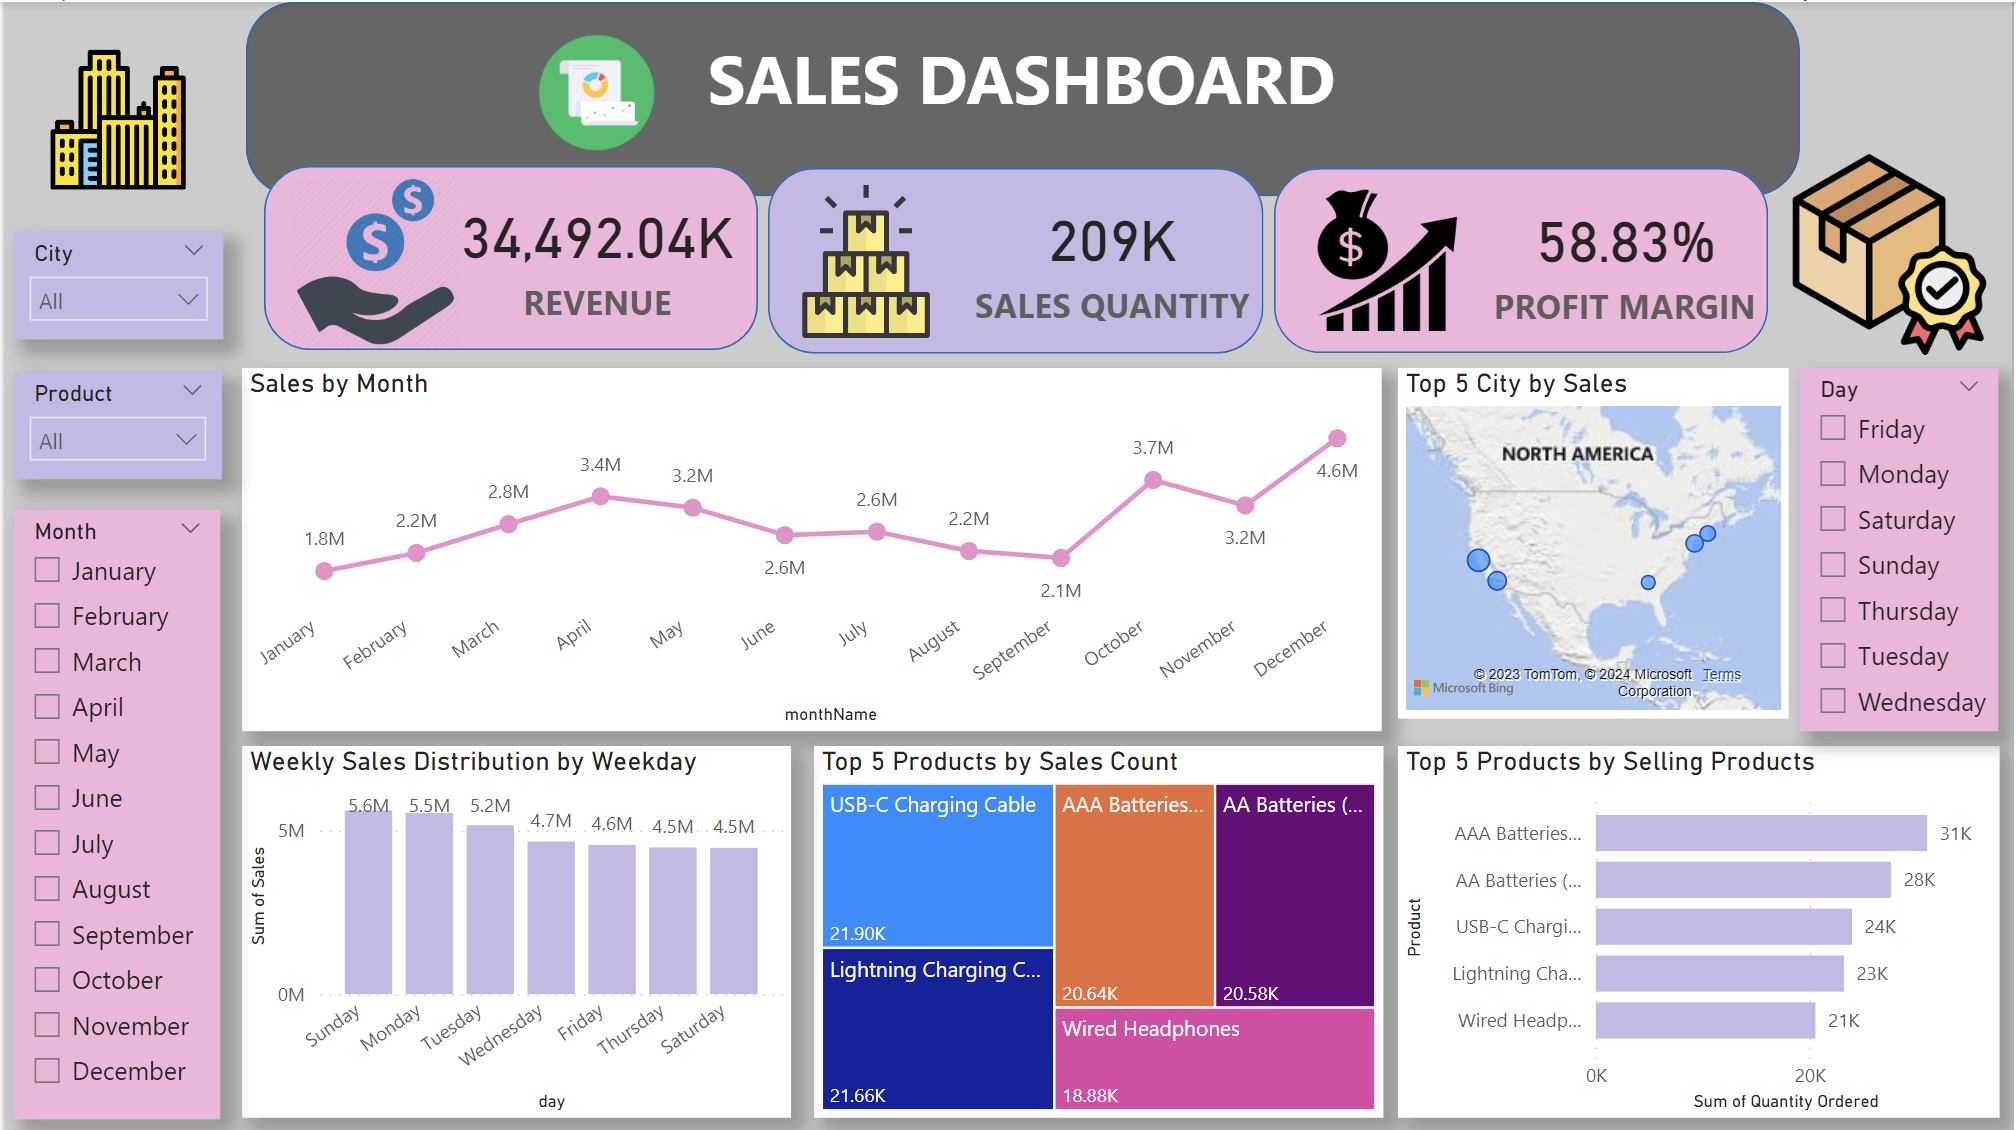 SALES DASHBOARD
34,492.04K
REVENUE
209K
SALES QUANTITY
58.83%
PROFIT MARGIN
City
All
Product
All
Month
January
February
March
April
May
June
July
August
September
October
November
December
Sales by Month
1.8M
2.2M
2.8M
3.4M
3.2M
2.6M
2.6M
2.2M
2.1M
3.7M
3.2M
4.6M
January
February
March
April
May
June
July
August
September
October
November
December
monthName
Top 5 City by Sales
NORTH AMERICA
© 2023 TomTom, © 2024 Microsoft Corporation Terms
Microsoft Bing
Day
Friday
Monday
Saturday
Sunday
Thursday
Tuesday
Wednesday
Weekly Sales Distribution by Weekday
Sum of Sales
5M
0M
5.6M
5.5M
5.2M
4.7M
4.6M
4.5M
4.5M
Sunday
Monday
Tuesday
Wednesday
Friday
Thursday
Saturday
day
Top 5 Products by Sales Count
USB-C Charging Cable
21.90K
Lightning Charging C...
21.66K
AAA Batteries...
20.64K
AA Batteries (...
20.58K
Wired Headphones
18.88K
Top 5 Products by Selling Products
Product
AAA Batteries... 31K
AA Batteries (... 28K
USB-C Chargi... 24K
Lightning Cha... 23K
Wired Headp... 21K
0K 20K
Sum of Quantity Ordered